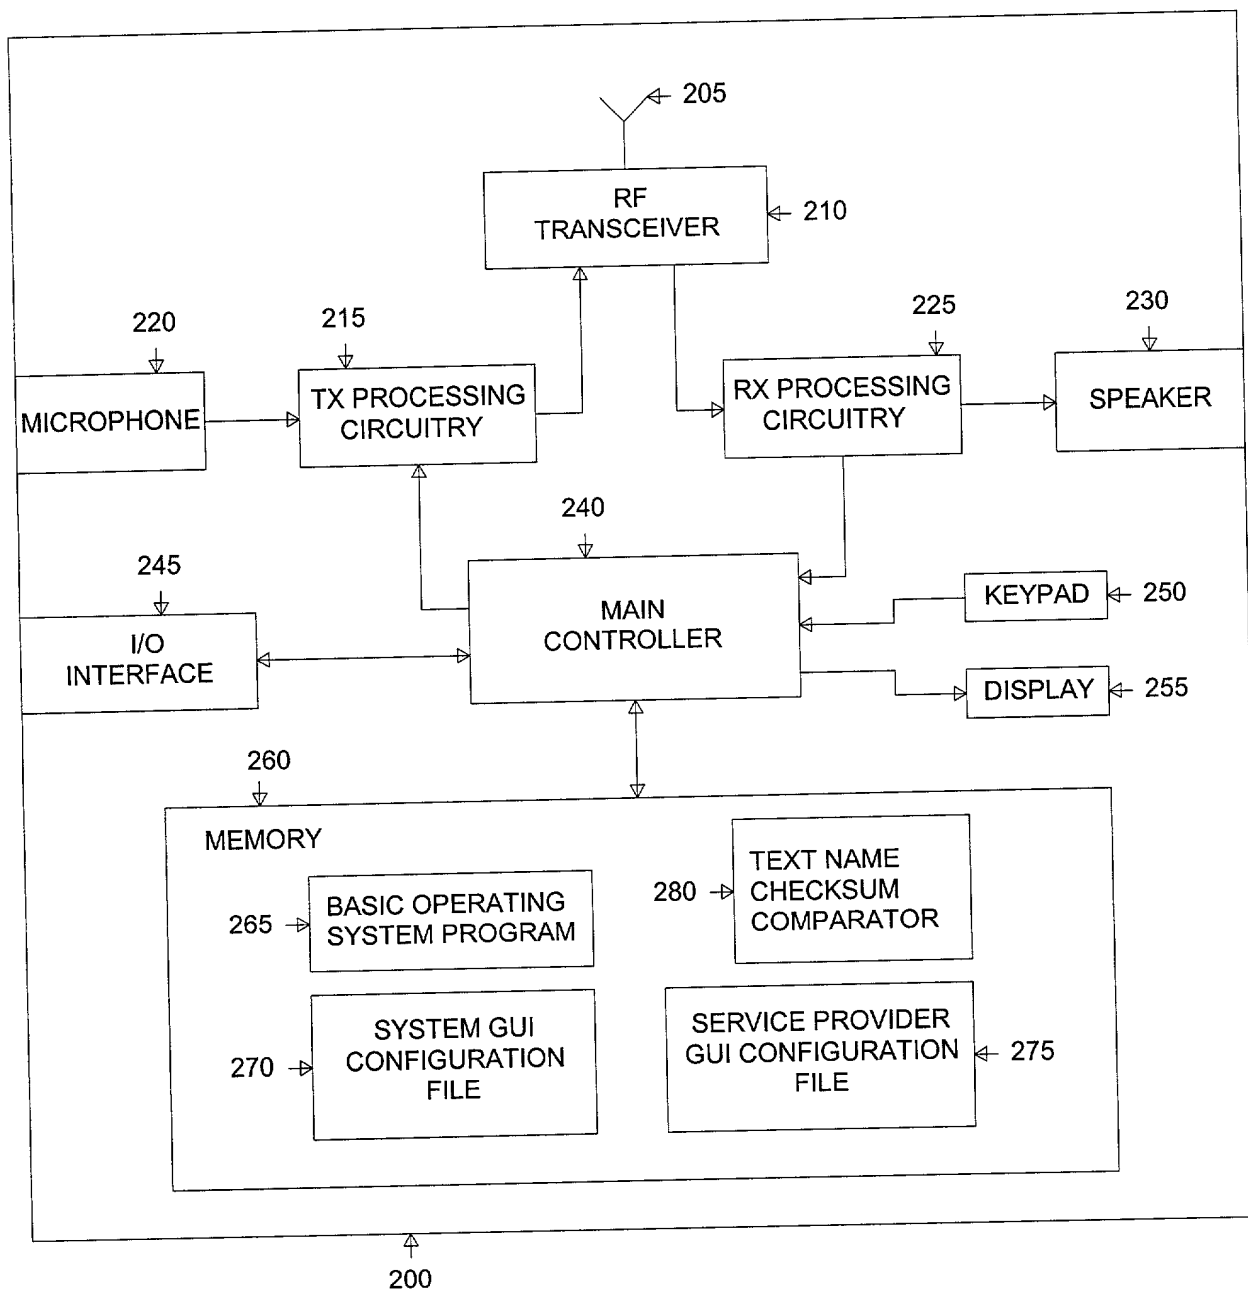 205
RF
TRANSCEIVER
210
220
215
225
230
MICROPHONE
TX PROCESSING
CIRCUITRY
RX PROCESSING
CIRCUITRY
SPEAKER
240
245
I/O
INTERFACE
MAIN
CONTROLLER
KEYPAD
250
DISPLAY
255
260
MEMORY
265
BASIC OPERATING
SYSTEM PROGRAM
280
TEXT NAME
CHECKSUM
COMPARATOR
270
SYSTEM GUI
CONFIGURATION
FILE
SERVICE PROVIDER
GUI CONFIGURATION
FILE
275
200